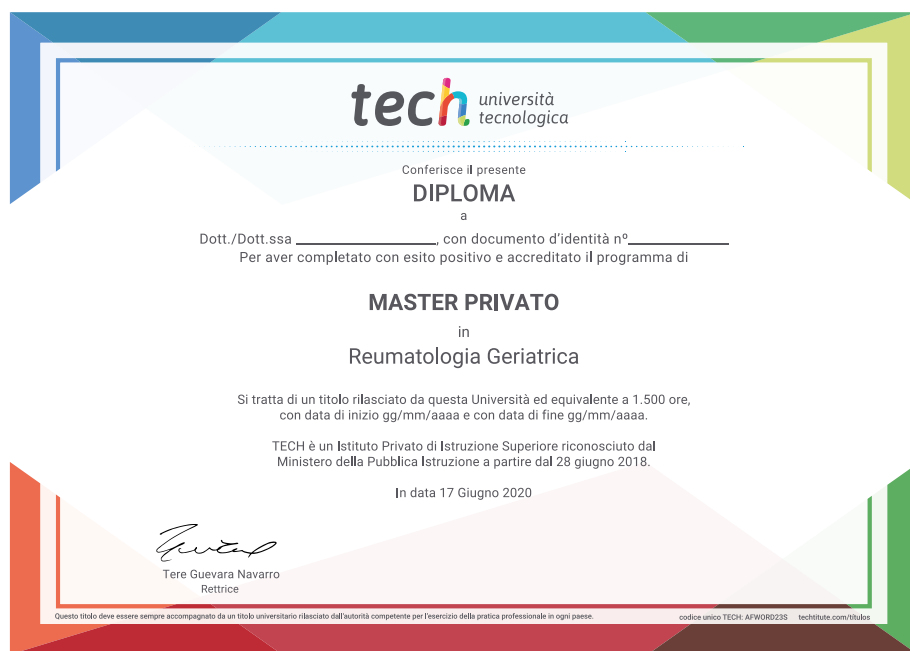 tech università
tecnologica
Conferisce il presente
DIPLOMA
a
Dott./Dott.ssa ________________, con documento d'identità nº____________
Per aver completato con esito positivo e accreditato il programma di
MASTER PRIVATO
in
Reumatologia Geriatrica
Si tratta di un titolo rilasciato da questa Università ed equivalente a 1.500 ore,
con data di inizio gg/mm/aaaa e con data di fine gg/mm/aaaa.
TECH è un Istituto Privato di Istruzione Superiore riconosciuto dal
Ministero della Pubblica Istruzione a partire dal 28 giugno 2018.
In data 17 Giugno 2020
Tere Guevara Navarro
Rettrice
Questo titolo deve essere sempre accompagnato da un titolo universitario rilasciato dall'autorità competente per l'esercizio della pratica professionale in ogni paese.
codice unico TECH: AFWORD23S techtitute.com/títulos